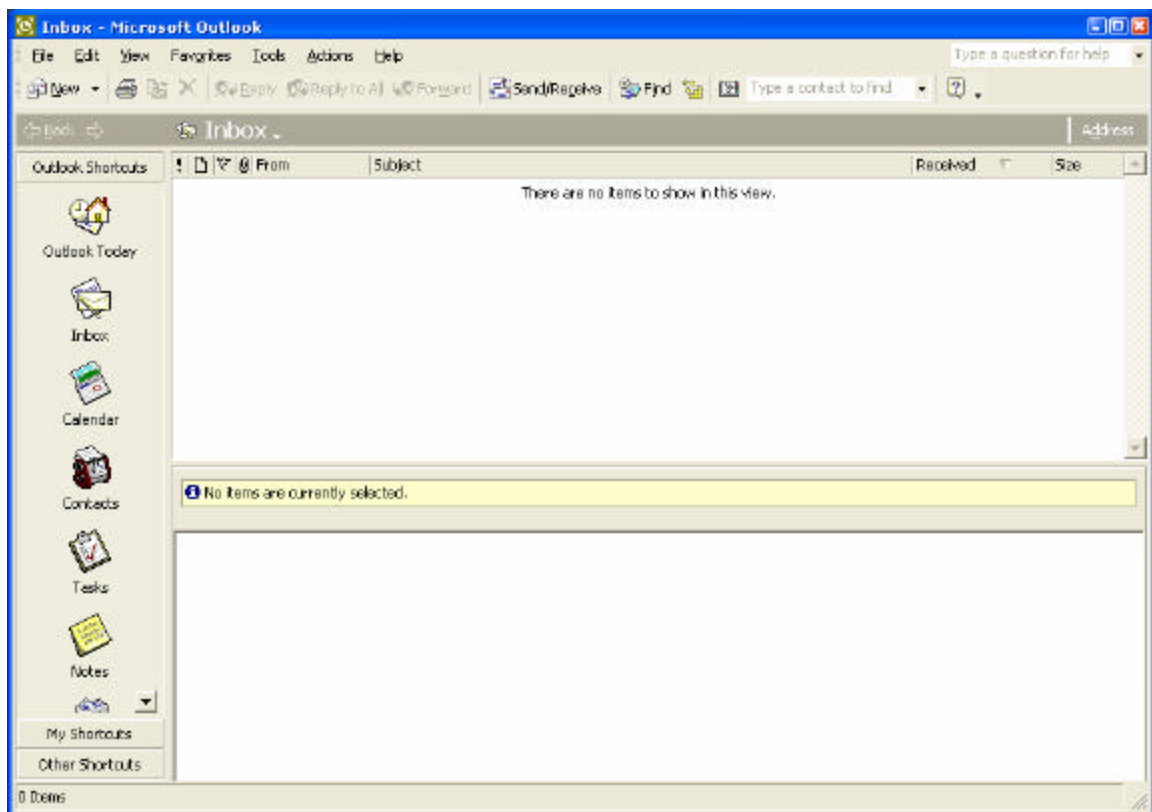 Inbox - Microsoft Outlook
File Edit View Favorites Tools Actions Help Type a question for help
New Reply Reply to All Forward Send/Receive Find Type a contact to find
Back Inbox Address
Outlook Shortcuts ! From Subject Received Size
There are no items to show in this view.
Outlook Today
Inbox
Calendar
Contacts
No items are currently selected.
Tasks
Notes
My Shortcuts
Other Shortcuts
0 Items